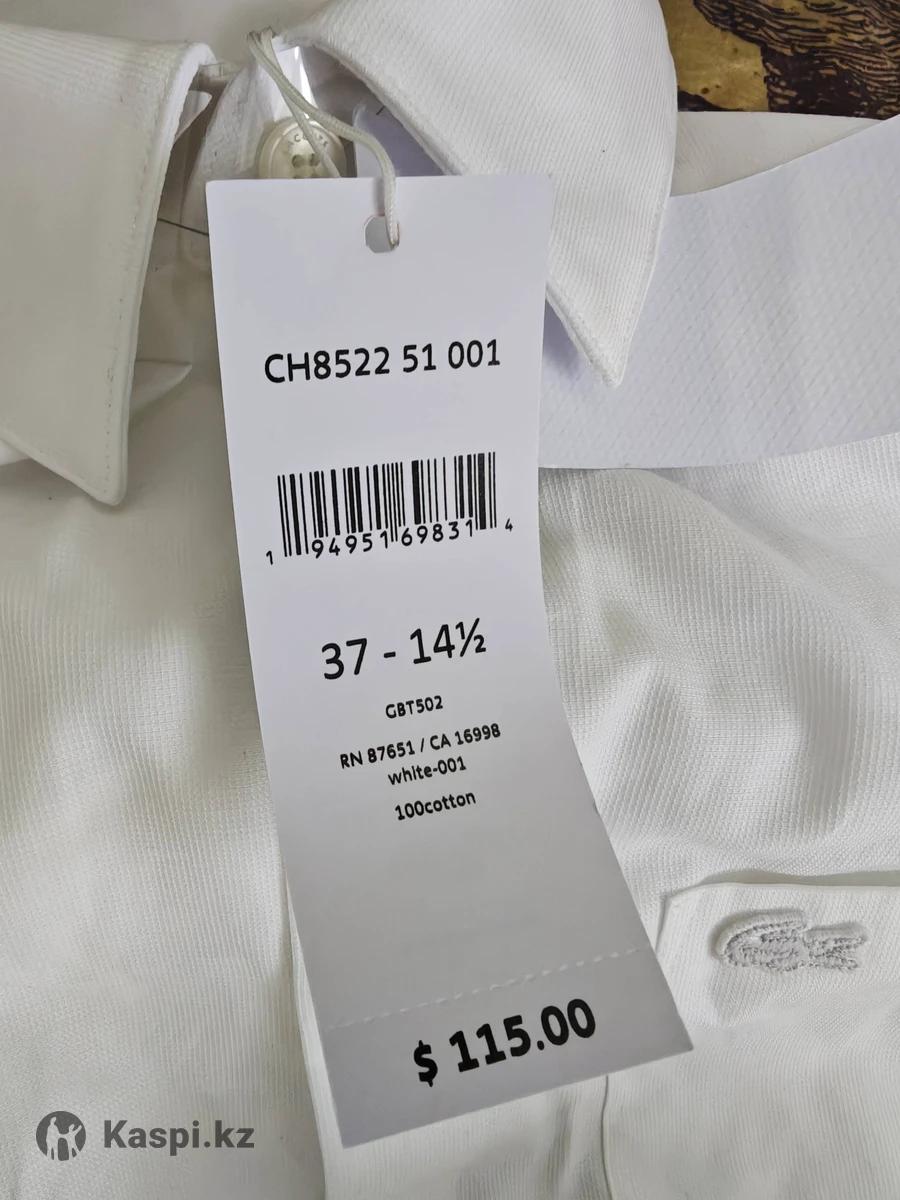 CH8522 51 001
1 94951 69831 4
37 - 14½
GBT502
RN 87651 / CA 16998
white-001
100cotton
$ 115.00
Kaspi.kz